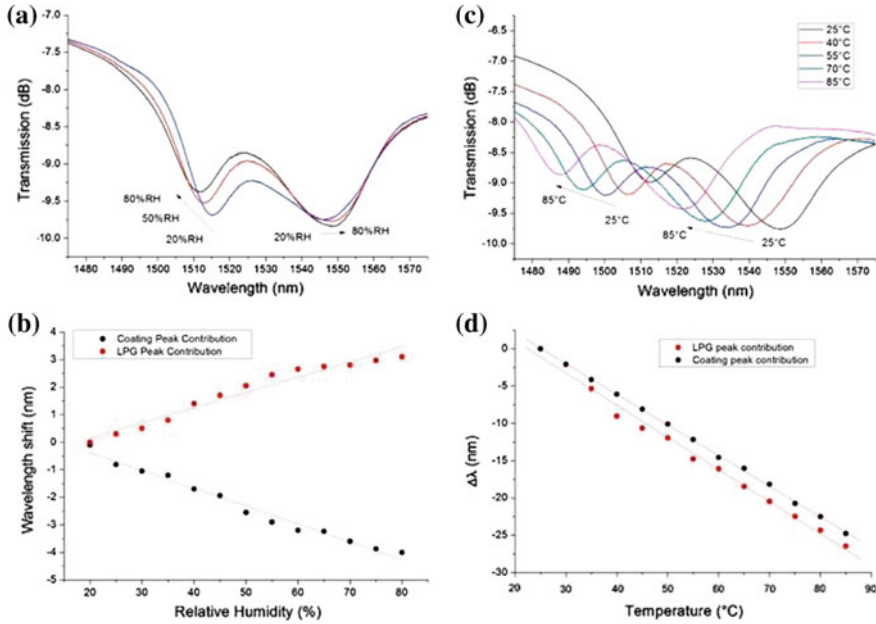 (a)
-7.0
-7.5
-8.0
-8.5
-9.0
-9.5
-10.0
Transmission (dB)
80%RH
50%RH
20%RH
20%RH
80%RH
1480 1490 1500 1510 1520 1530 1540 1550 1560 1570
Wavelength (nm)
(c)
-6.0
-6.5
-7.0
-7.5
-8.0
-8.5
-9.0
-9.5
-10.0
Transmission (dB)
25°C
40°C
55°C
70°C
85°C
85°C
25°C
85°C
25°C
1480 1490 1500 1510 1520 1530 1540 1550 1560 1570
Wavelength (nm)
(b)
Coating Peak Contribution
LPG Peak Contribution
4
3
2
1
0
-1
-2
-3
-4
-5
Wavelength shift (nm)
20 30 40 50 60 70 80
Relative Humidity (%)
(d)
LPG peak contribution
Coating peak contribution
5
0
-5
-10
-15
-20
-25
-30
Δλ (nm)
20 30 40 50 60 70 80 90
Temperature (°C)